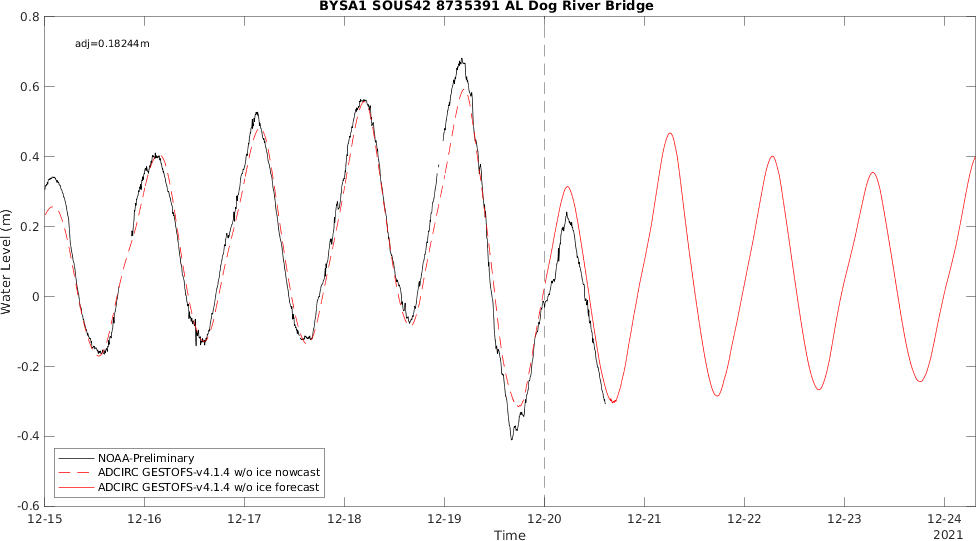 BYSA1 SOUS42 8735391 AL Dog River Bridge
adj=0.18244m
0.8
0.6
0.4
0.2
0
-0.2
-0.4
-0.6
Water Level (m)
NOAA-Preliminary
ADCIRC GESTOFS-v4.1.4 w/o ice nowcast
ADCIRC GESTOFS-v4.1.4 w/o ice forecast
12-15 12-16 12-17 12-18 12-19 12-20 12-21 12-22 12-23 12-24
2021
Time